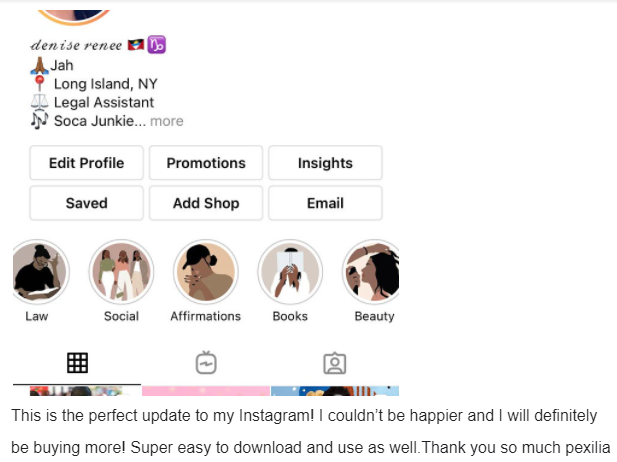 denise renee 🇦🇬♑
🙏🏾Jah
📍 Long Island, NY
⚖️ Legal Assistant
🎶 Soca Junkie... more
Edit Profile Promotions Insights
Saved Add Shop Email
Law Social Affirmations Books Beauty
This is the perfect update to my Instagram! I couldn't be happier and I will definitely
be buying more! Super easy to download and use as well.Thank you so much pexilia